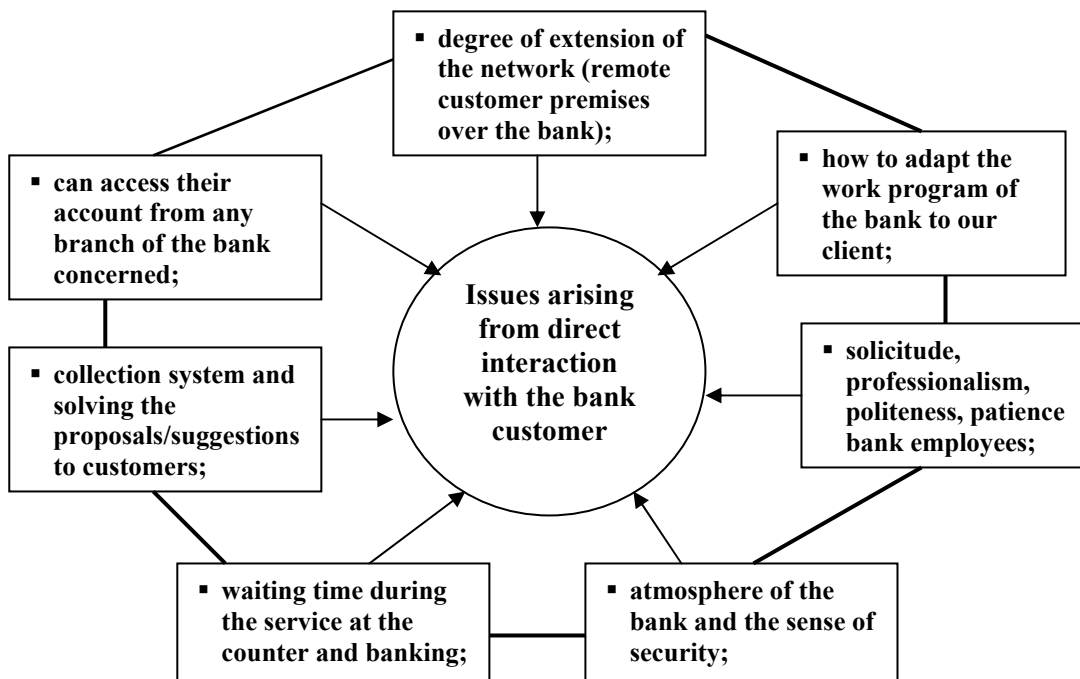 ▪ degree of extension of
the network (remote
customer premises
over the bank);
▪ can access their
account from any
branch of the bank
concerned;
▪ how to adapt the
work program of
the bank to our
client;
Issues arising
from direct
interaction
with the bank
customer
▪ collection system and
solving the
proposals/suggestions
to customers;
▪ solicitude,
professionalism,
politeness, patience
bank employees;
▪ waiting time during
the service at the
counter and banking;
▪ atmosphere of the
bank and the sense of
security;